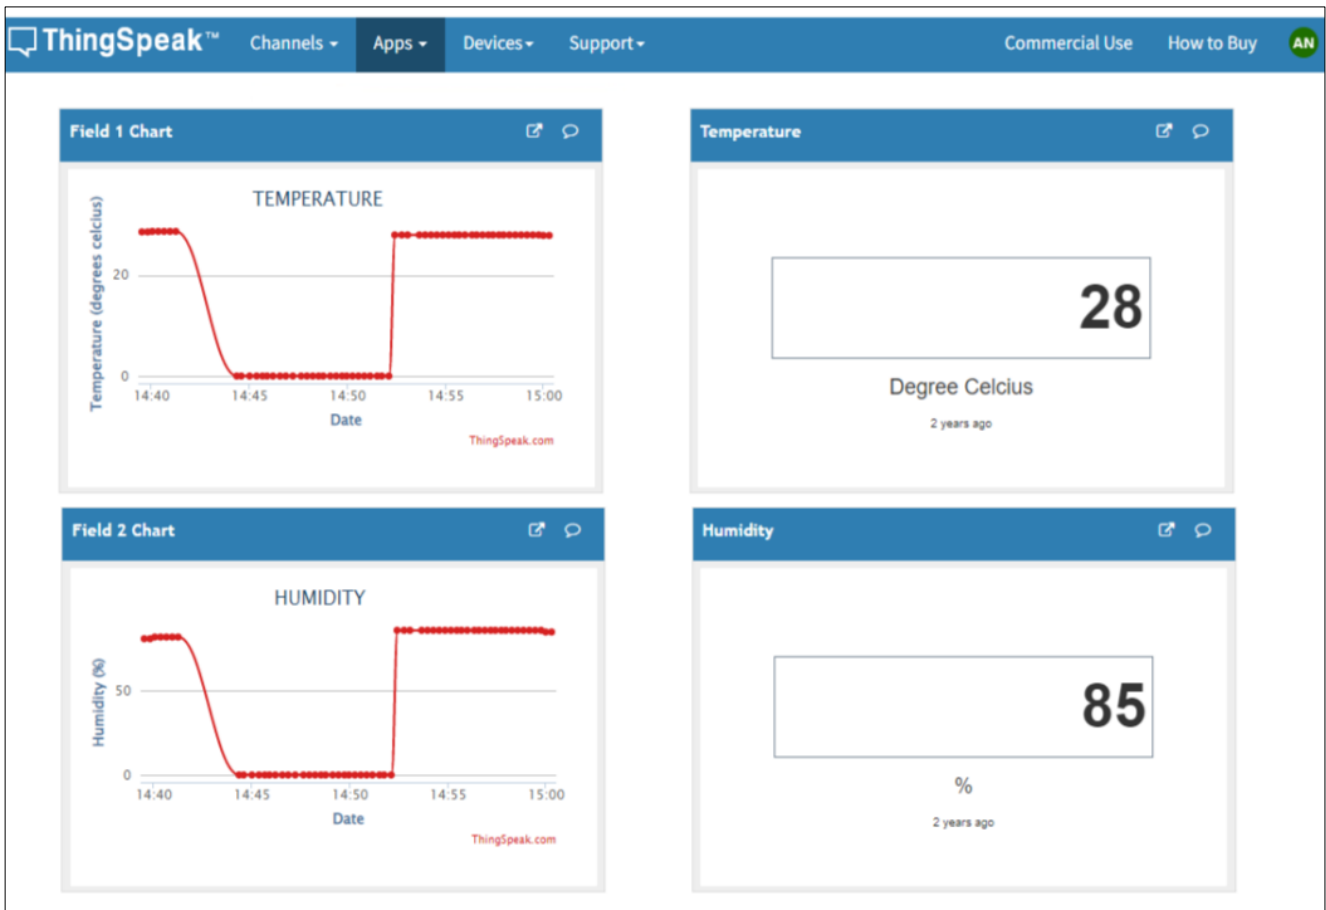 ThingSpeak™ Channels Apps Devices Support Commercial Use How to Buy AN
Field 1 Chart
TEMPERATURE
Temperature (degrees celcius)
20
0
14:40 14:45 14:50 14:55 15:00
Date
ThingSpeak.com
Temperature
28
Degree Celcius
2 years ago
Field 2 Chart
HUMIDITY
Humidity (%)
50
0
14:40 14:45 14:50 14:55 15:00
Date
ThingSpeak.com
Humidity
85
%
2 years ago